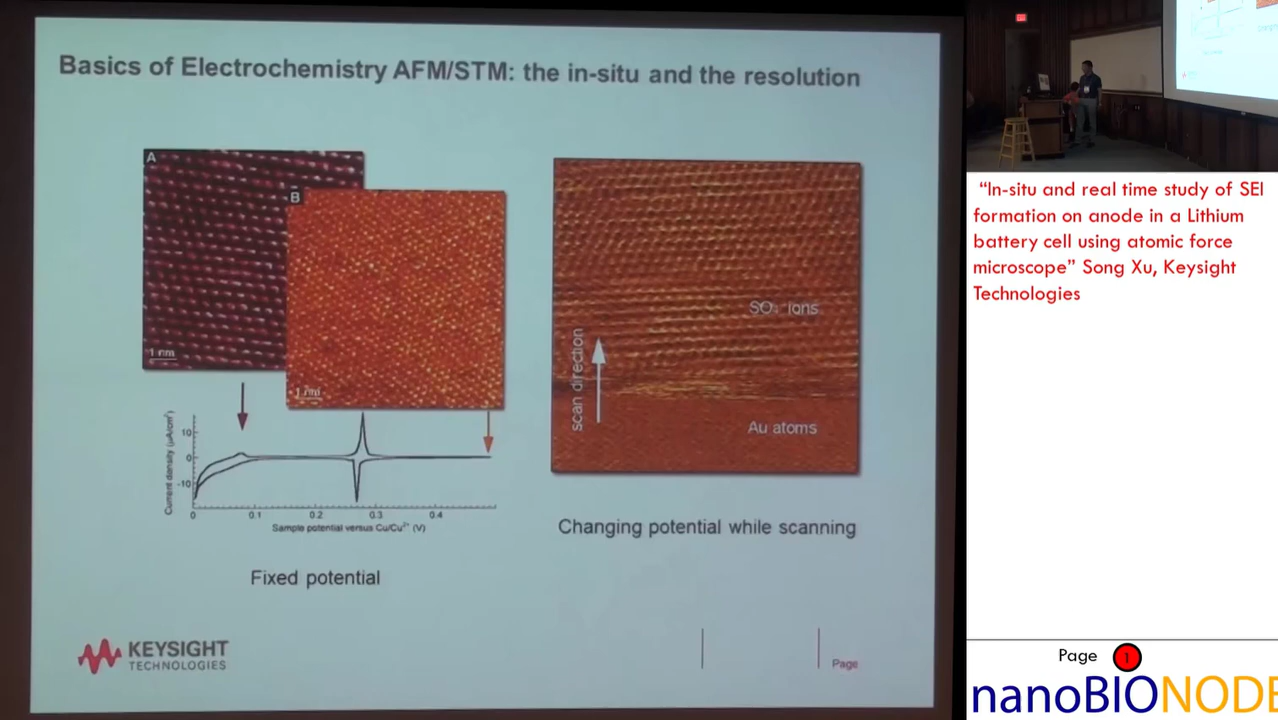 Basics of Electrochemistry AFM/STM: the in-situ and the resolution
A
B
1 nm
1 nm
Current density (µA/cm²)
10
0
-10
0
0.1
0.2
0.3
0.4
Sample potential versus Cu/Cu²⁺ (V)
Fixed potential
scan direction
SO₄ ions
Au atoms
Changing potential while scanning
KEYSIGHT
TECHNOLOGIES
Page
“In-situ and real time study of SEI
formation on anode in a Lithium
battery cell using atomic force
microscope” Song Xu, Keysight
Technologies
Page 1
nanoBIONODE